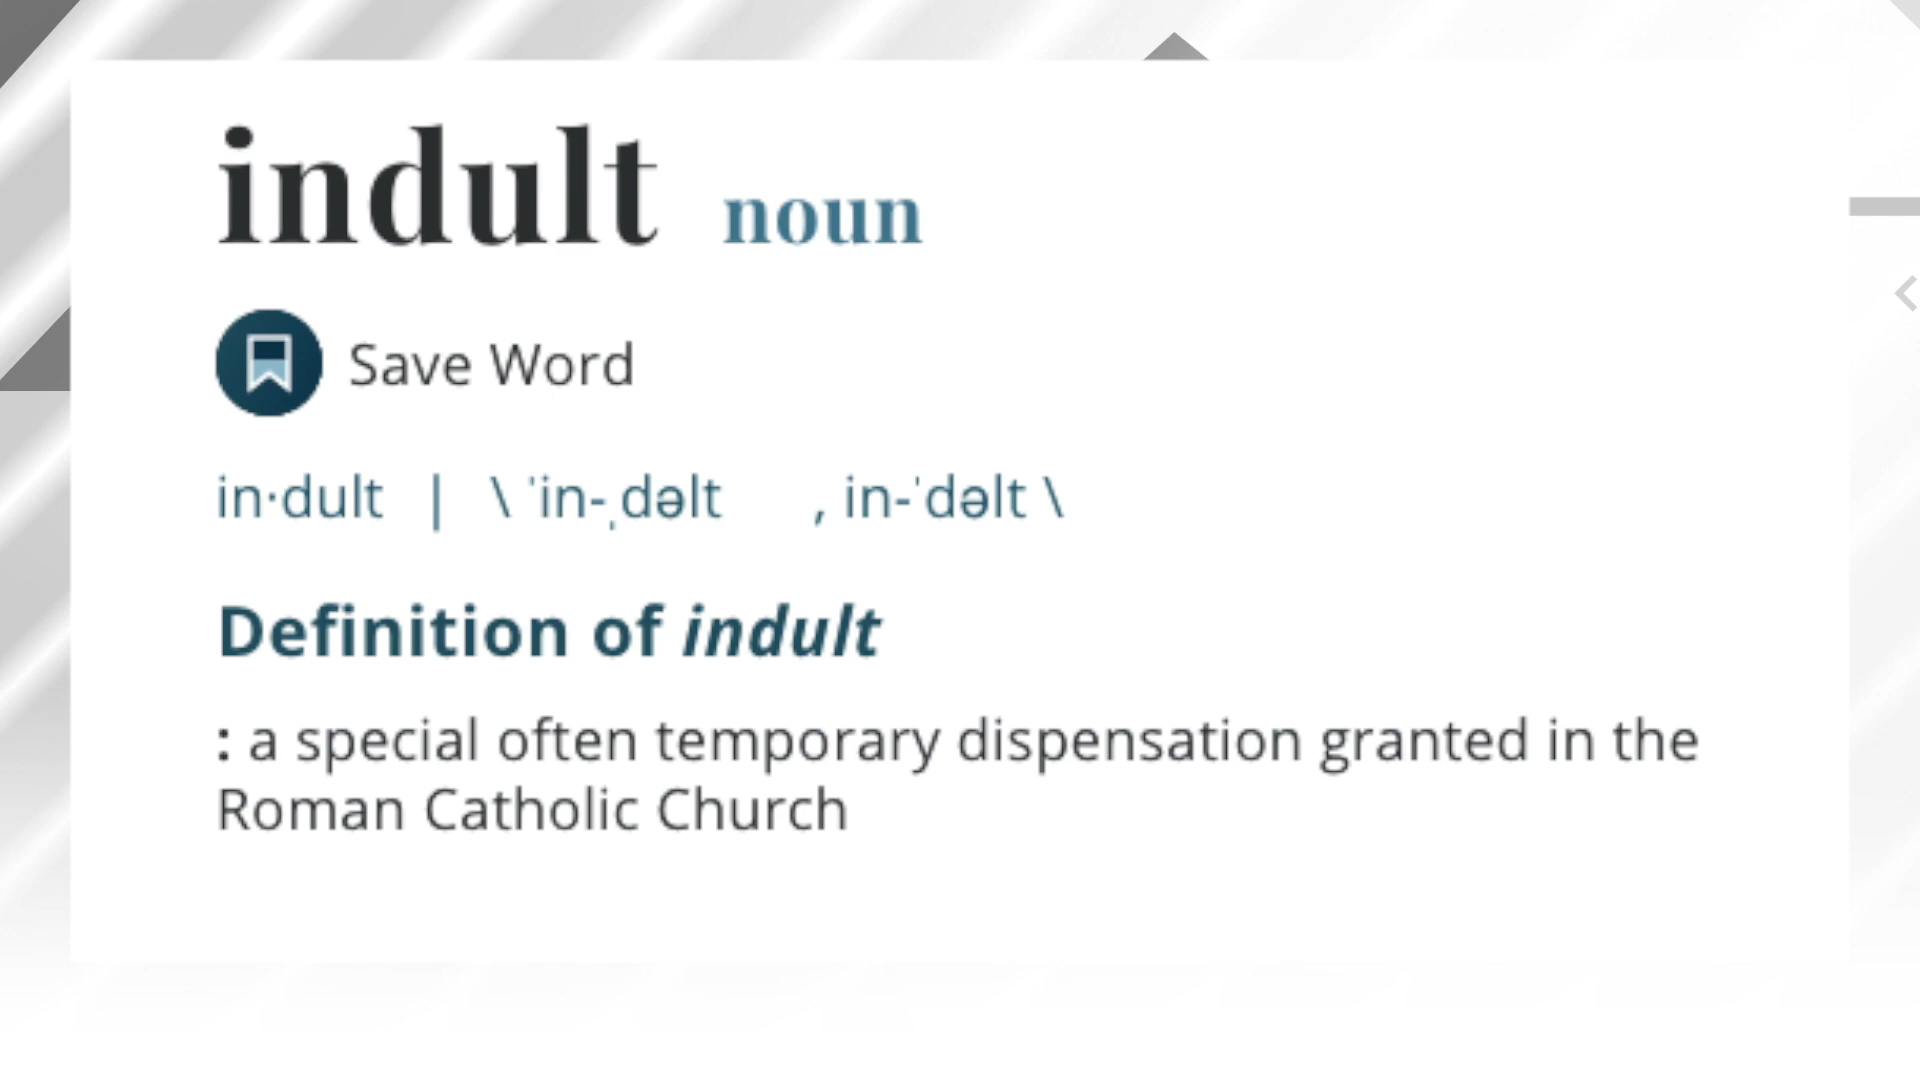 indult noun
Save Word
in·dult | \ ˈin-ˌdəlt , in-ˈdəlt \
Definition of indult
: a special often temporary dispensation granted in the
Roman Catholic Church